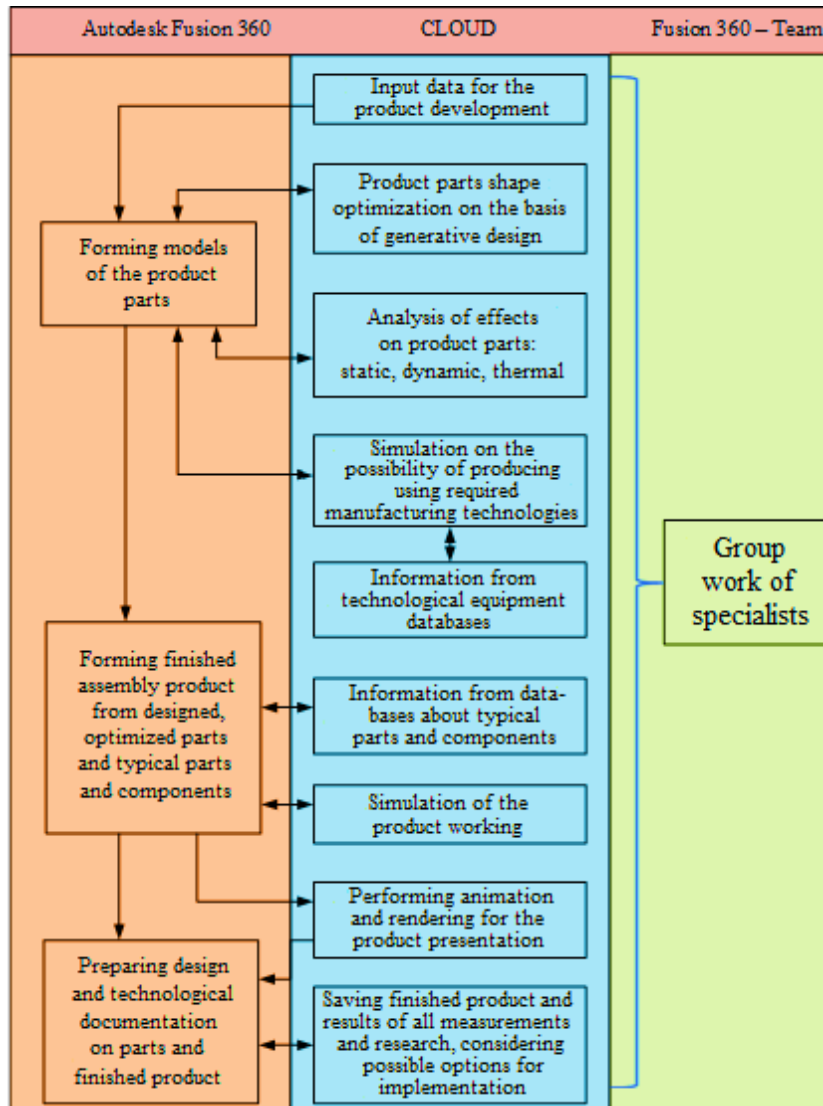 Autodesk Fusion 360
CLOUD
Fusion 360 – Team
Input data for the
product development
Product parts shape
optimization on the basis
of generative design
Forming models
of the product
parts
Analysis of effects
on product parts:
static, dynamic, thermal
Simulation on the
possibility of producing
using required
manufacturing technologies
Group
work of
specialists
Information from
technological equipment
databases
Forming finished
assembly product
from designed,
optimized parts
and typical parts
and components
Information from data-
bases about typical
parts and components
Simulation of the
product working
Performing animation
and rendering for the
product presentation
Preparing design
and technological
documentation
on parts and
finished product
Saving finished product and
results of all measurements
and research, considering
possible options for
implementation